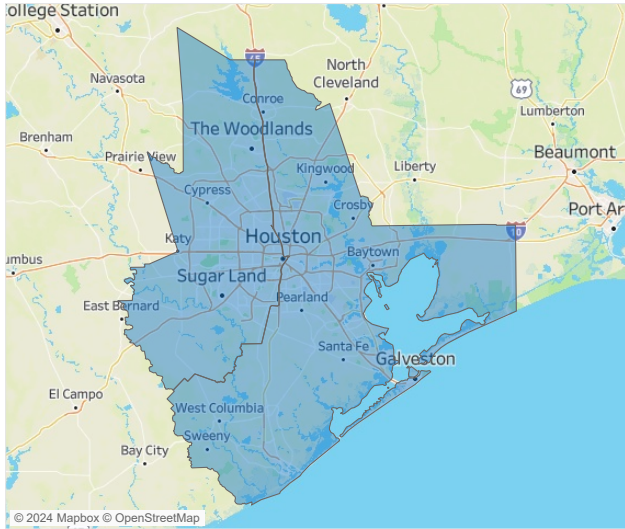 ollege Station
45
Navasota
North
Cleveland
69
Conroe
Lumberton
The Woodlands
Brenham
Beaumont
Prairie View
Kingwood
Liberty
Cypress
Crosby
Port Ar
10
Houston
Katy
Baytown
umbus
Sugar Land
Pearland
East Bernard
Santa Fe
Galveston
El Campo
West Columbia
Sweeny
Bay City
© 2024 Mapbox © OpenStreetMap